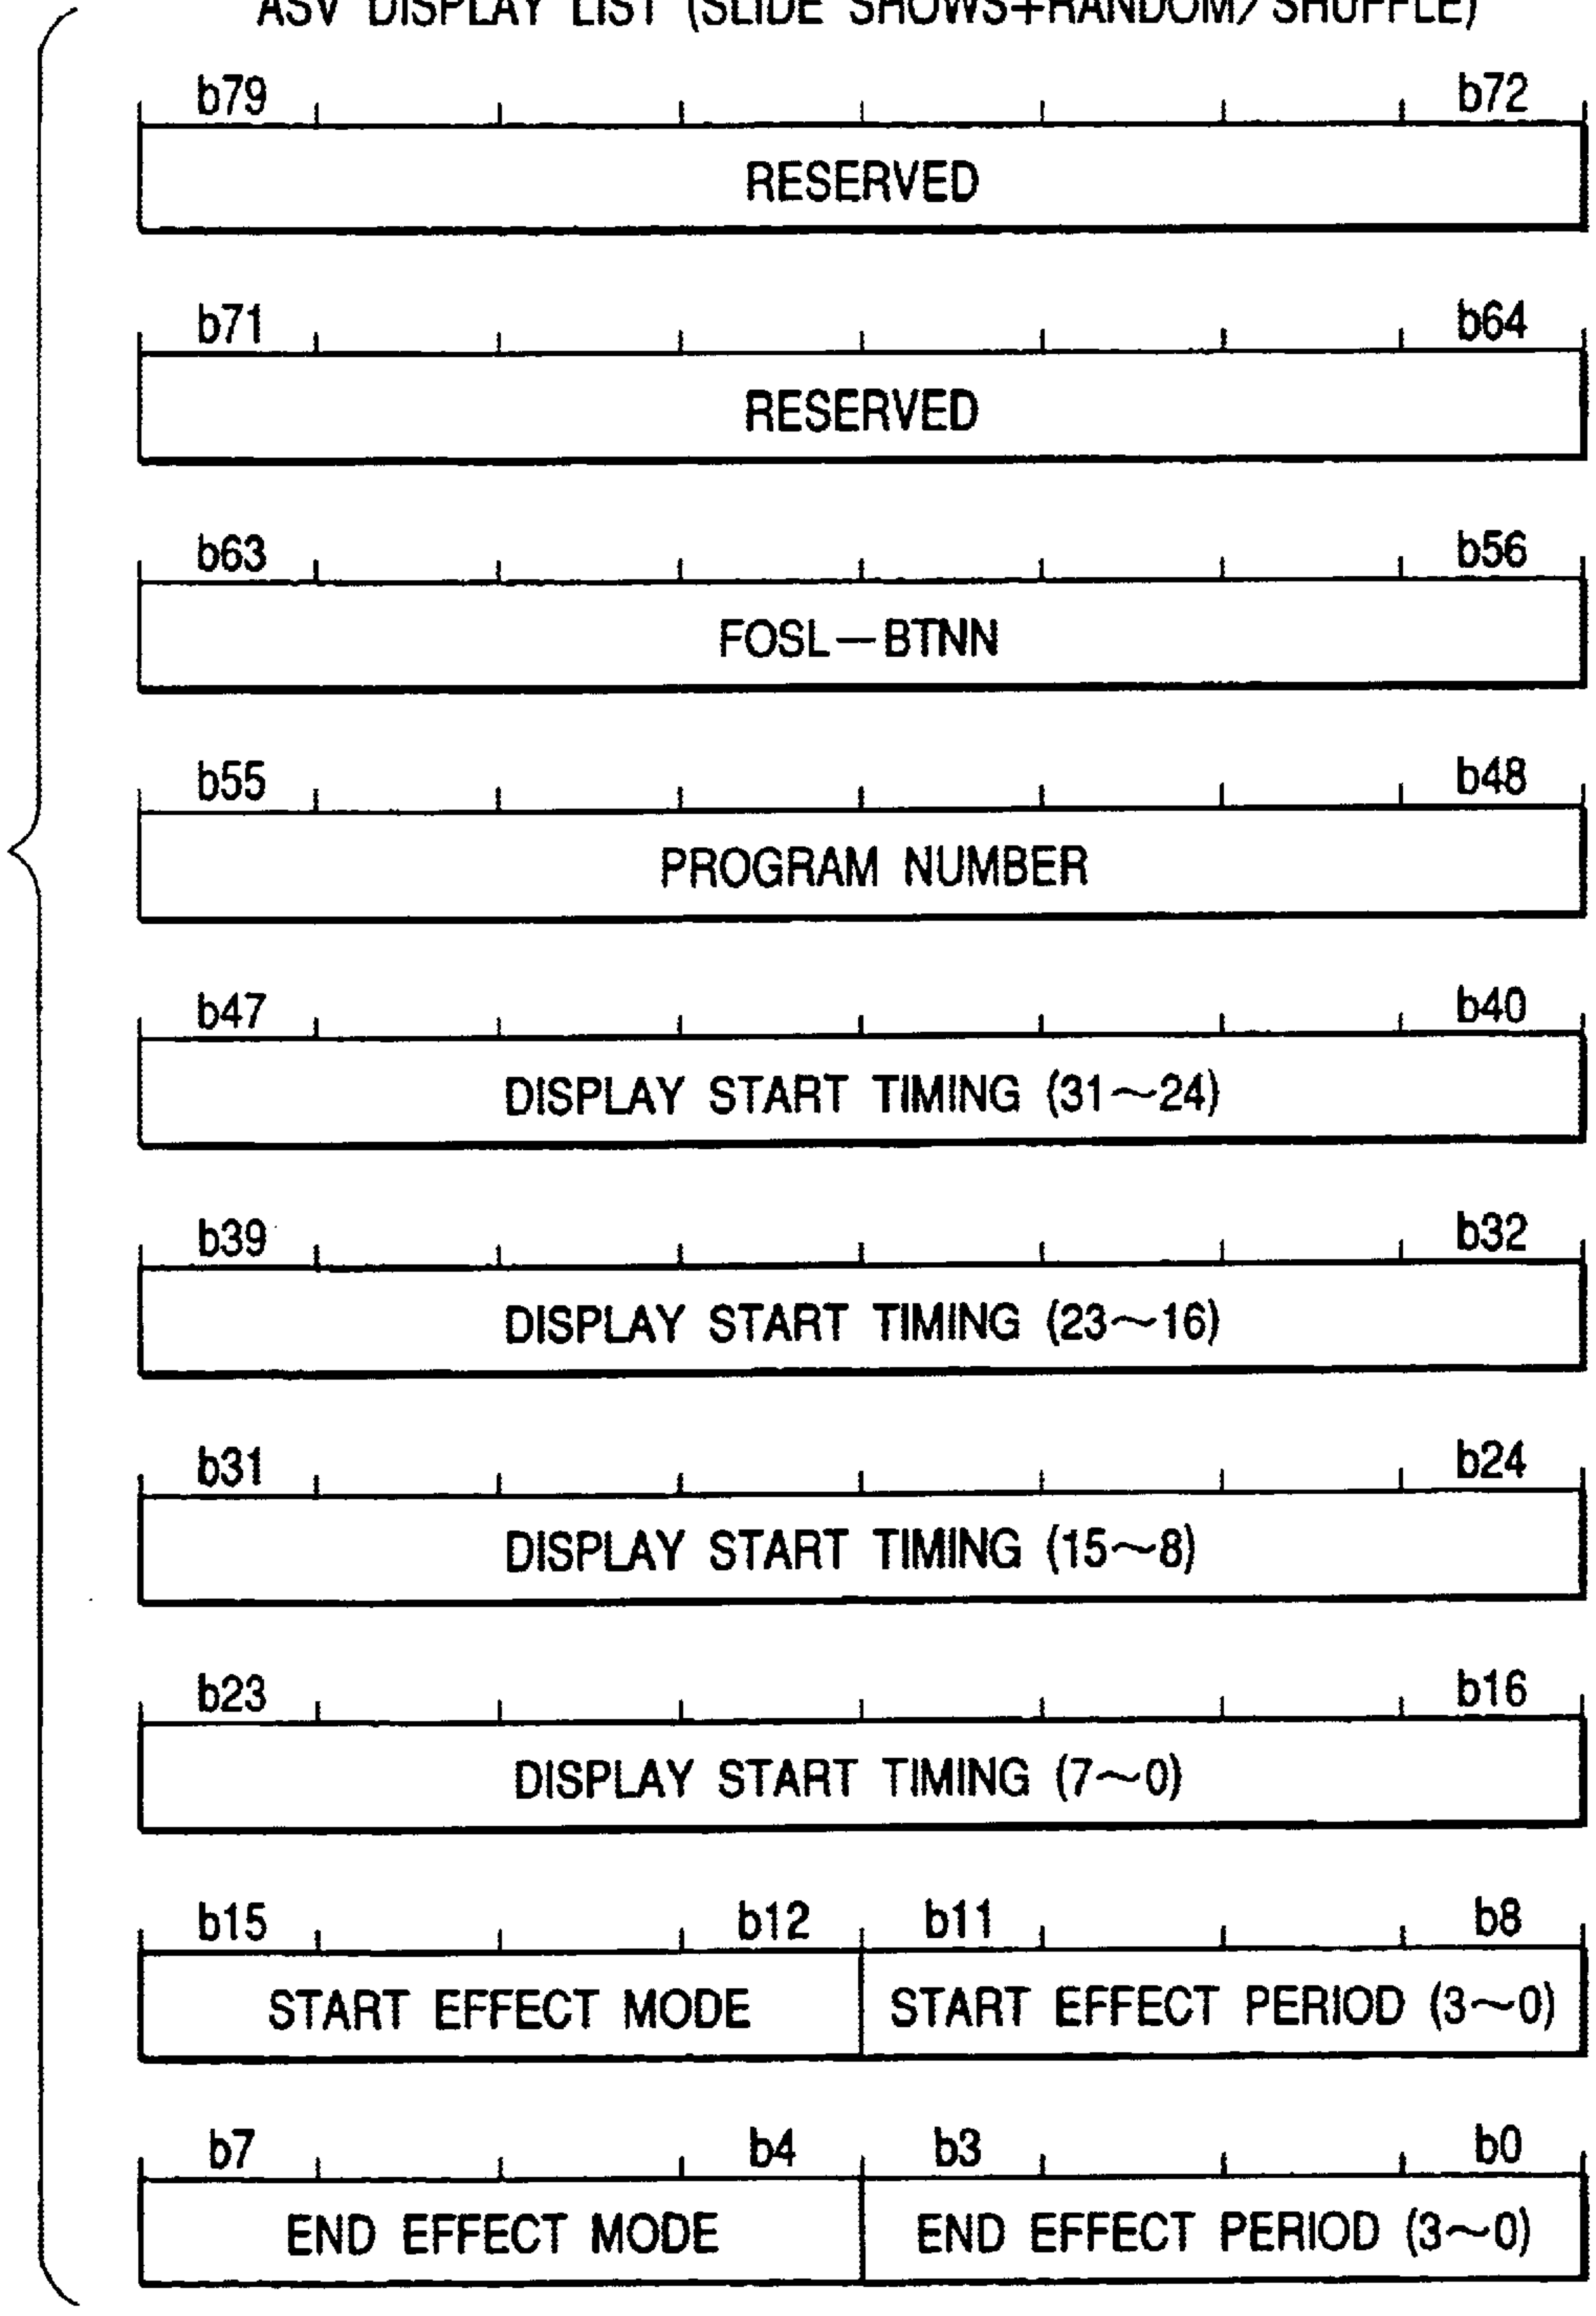 ASV DISPLAY LIST (SLIDE SHOWS+RANDOM/SHUFFLE)
b79 b72
RESERVED
b71 b64
RESERVED
b63 b56
FOSL—BTNN
b55 b48
PROGRAM NUMBER
b47 b40
DISPLAY START TIMING (31~24)
b39 b32
DISPLAY START TIMING (23~16)
b31 b24
DISPLAY START TIMING (15~8)
b23 b16
DISPLAY START TIMING (7~0)
b15 b12 b11 b8
START EFFECT MODE START EFFECT PERIOD (3~0)
b7 b4 b3 b0
END EFFECT MODE END EFFECT PERIOD (3~0)